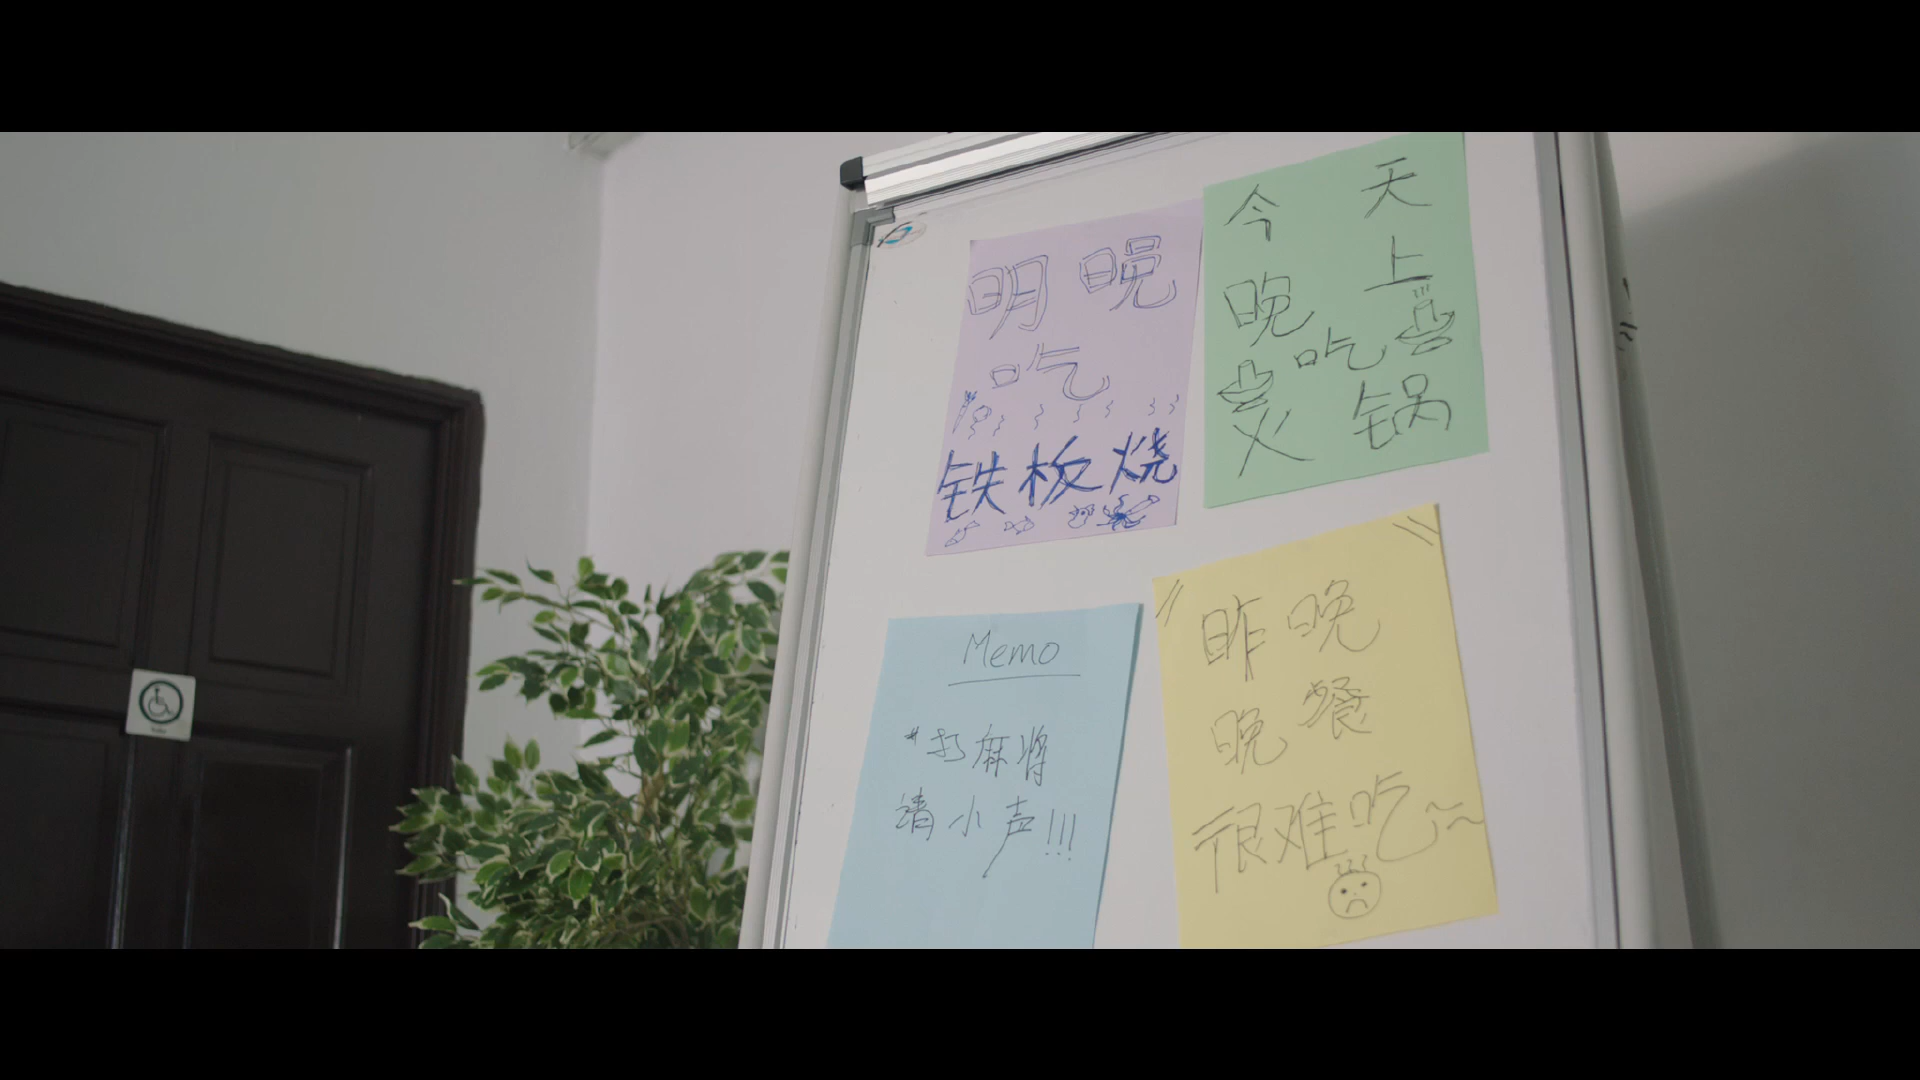 明晚
吃
铁板烧
今天
晚上
吃
火锅
Memo
*打麻将
请小声!!!
昨晚
晚餐
很难吃~~